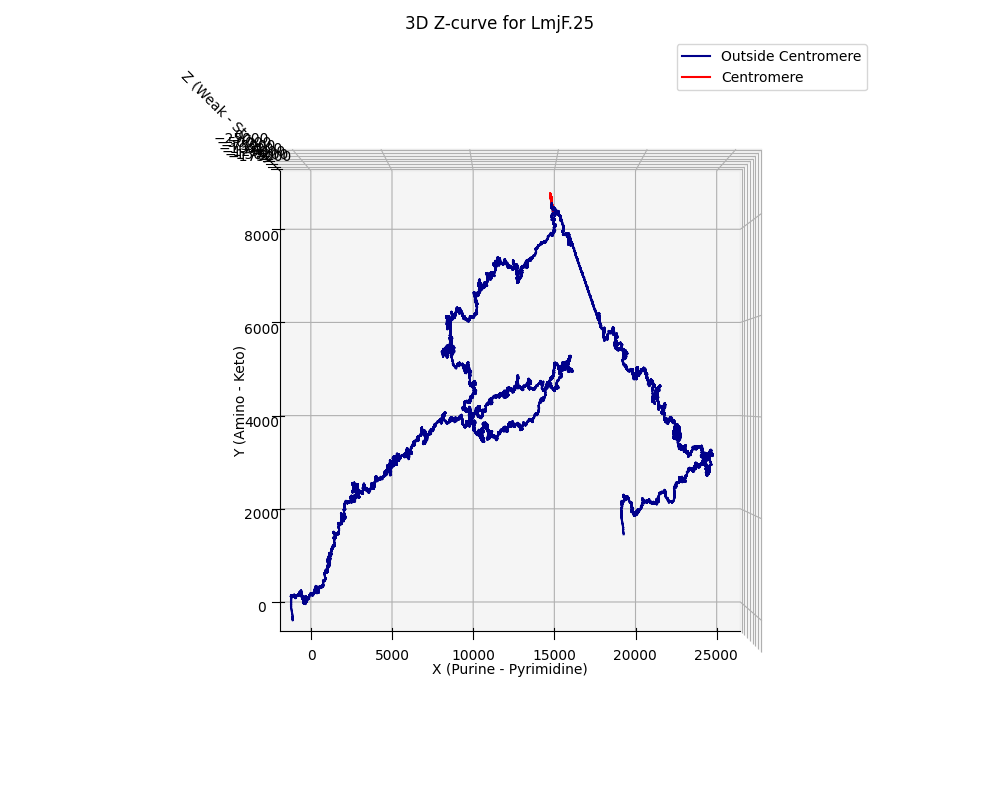 3D Z-curve for LmjF.25
Outside Centromere
Centromere
Z (Weak -
8000
6000
4000
2000
0
Y (Amino - Keto)
0 5000 10000 15000 20000 25000
X (Purine - Pyrimidine)